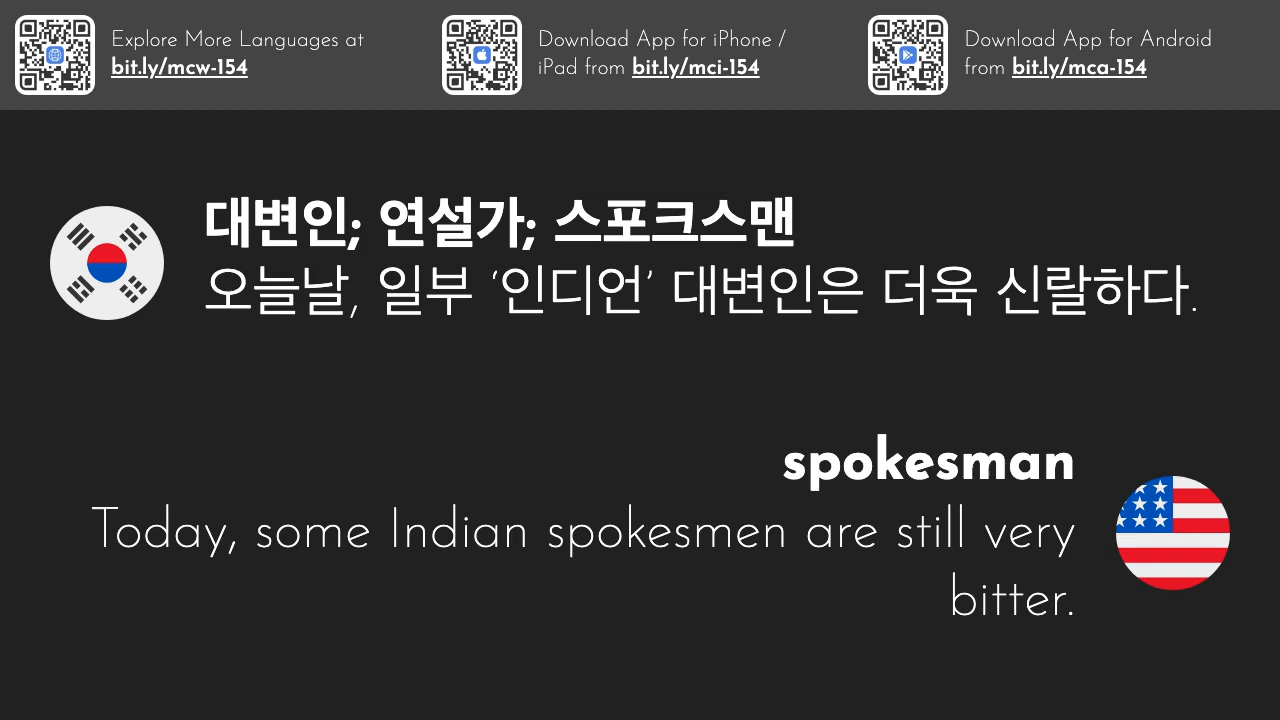 Explore More Languages at
bit.ly/mcw-154
Download App for iPhone /
iPad from bit.ly/mci-154
Download App for Android
from bit.ly/mca-154
대변인; 연설가; 스포크스맨
오늘날, 일부 ‘인디언’ 대변인은 더욱 신랄하다.
spokesman
Today, some Indian spokesmen are still very
bitter.